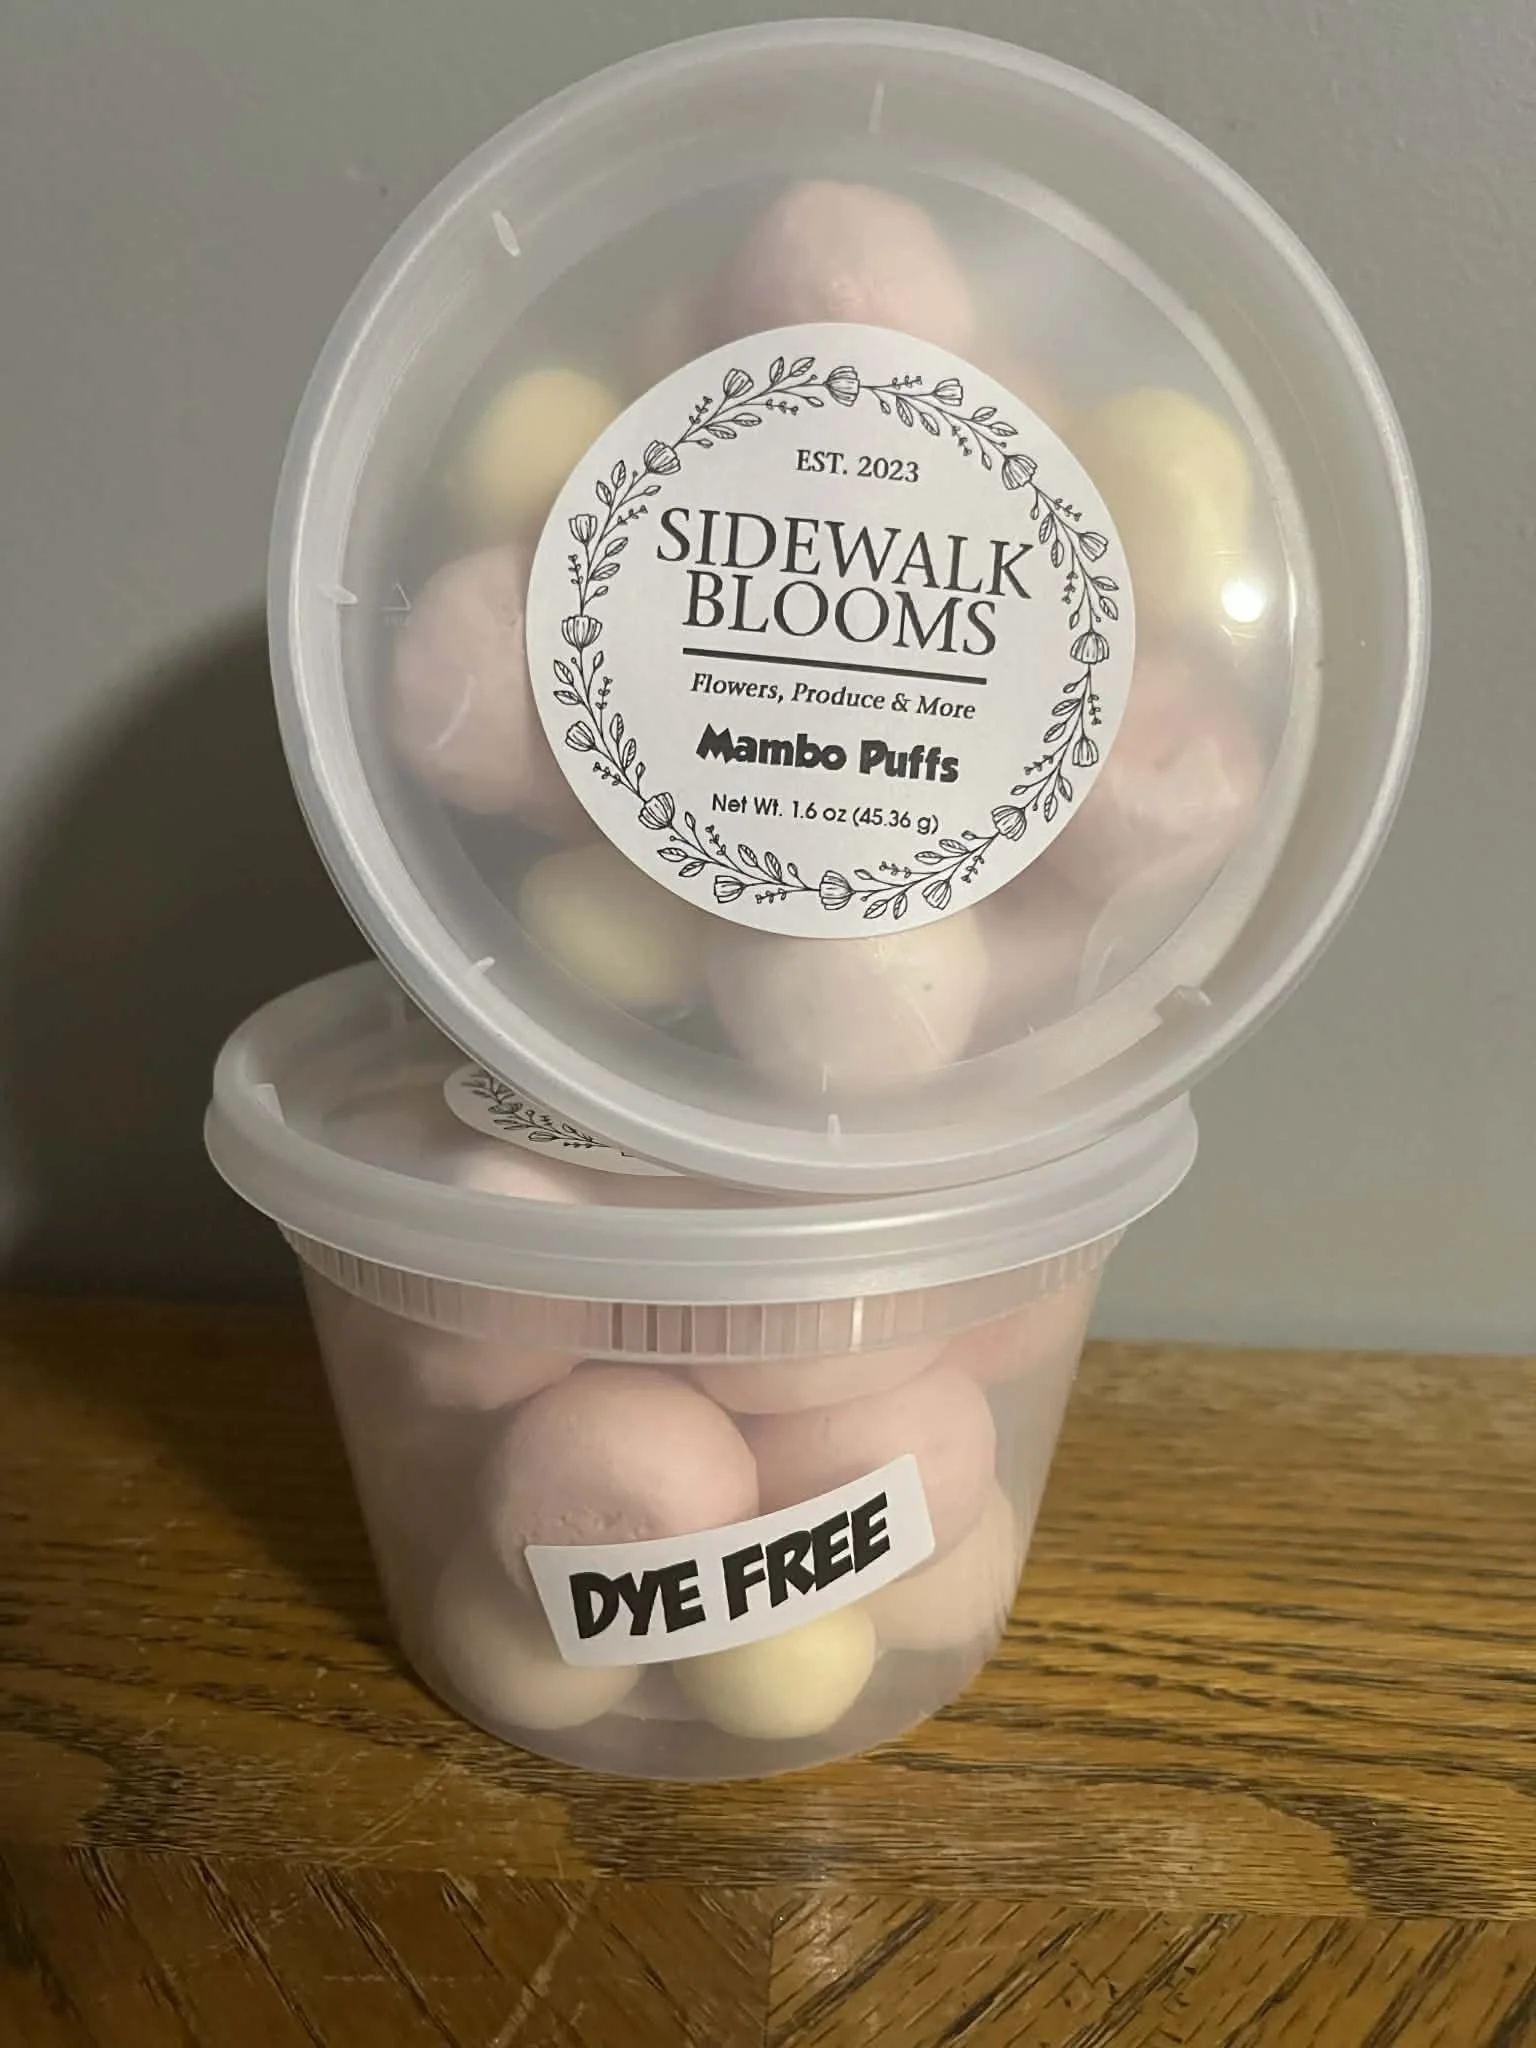 EST. 2023
SIDEWALK
BLOOMS
Flowers, Produce & More
Mambo Puffs
Net Wt. 1.6 oz (45.36 g)
DYE FREE